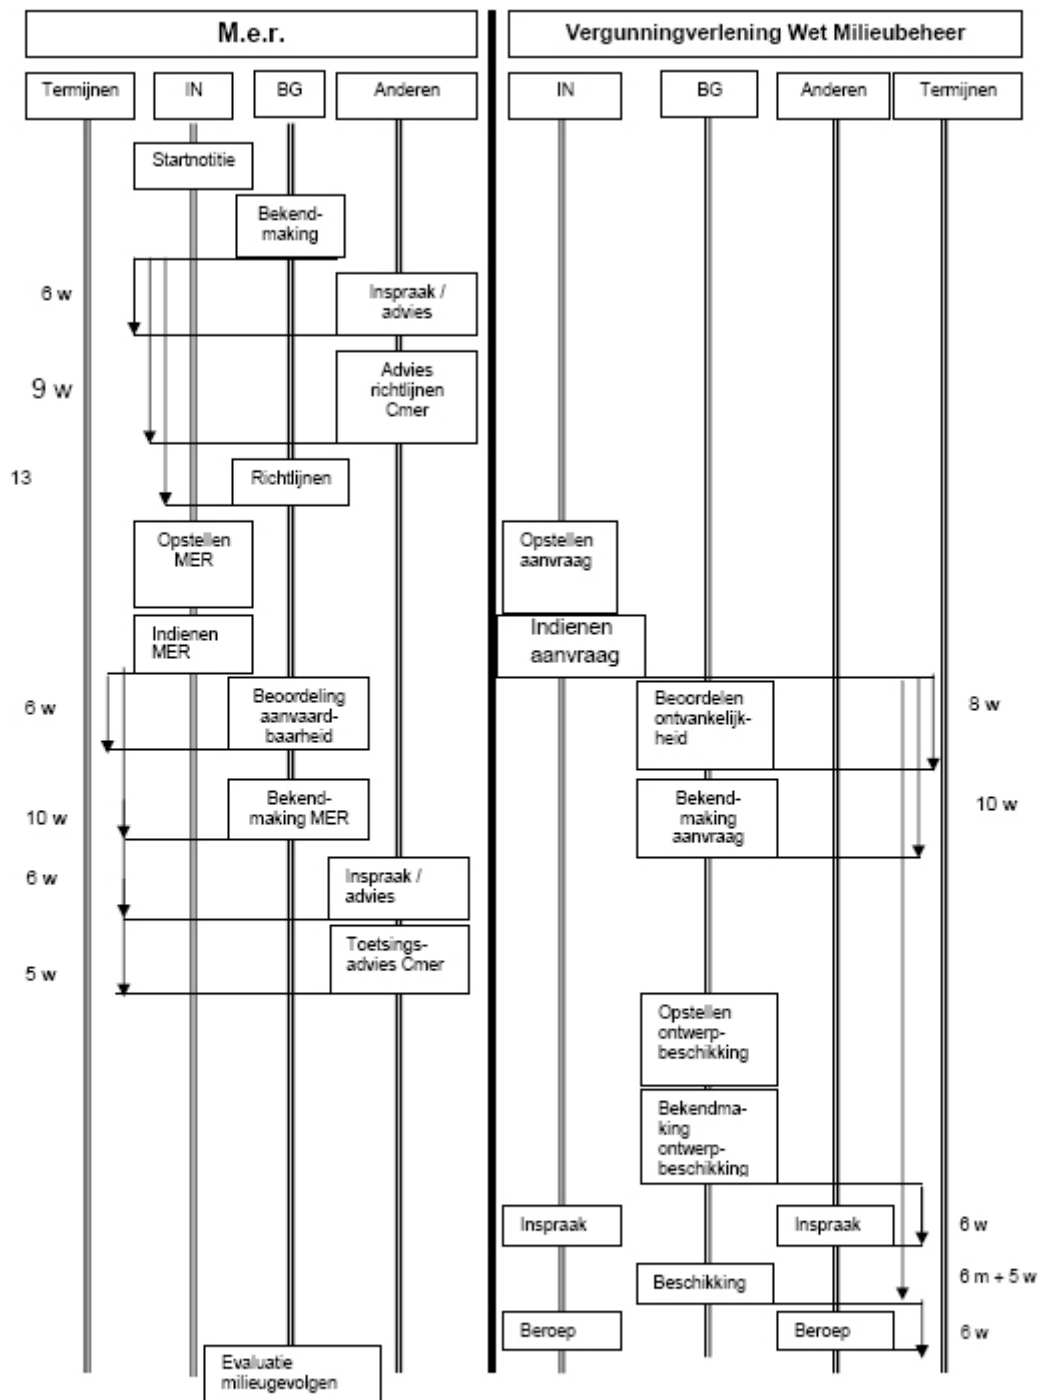 M.e.r.
Vergunningverlening Wet Milieubeheer
Termijnen
IN
BG
Anderen
IN
BG
Anderen
Termijnen
Startnotitie
Bekend-
making
6 w
Inspraak /
advies
9 w
Advies
richtlijnen
Cmer
13
Richtlijnen
Opstellen
MER
Opstellen
aanvraag
Indienen
MER
Indienen
aanvraag
6 w
Beoordeling
aanvaard-
baarheid
Beoordelen
ontvankelijk-
heid
8 w
10 w
Bekend-
making MER
Bekend-
making
aanvraag
10 w
6 w
Inspraak /
advies
5 w
Toetsings-
advies Cmer
Opstellen
ontwerp-
beschikking
Bekendma-
king
ontwerp-
beschikking
Inspraak
Inspraak
6 w
Beschikking
6 m + 5 w
Beroep
Beroep
6 w
Evaluatie
milieugevolgen